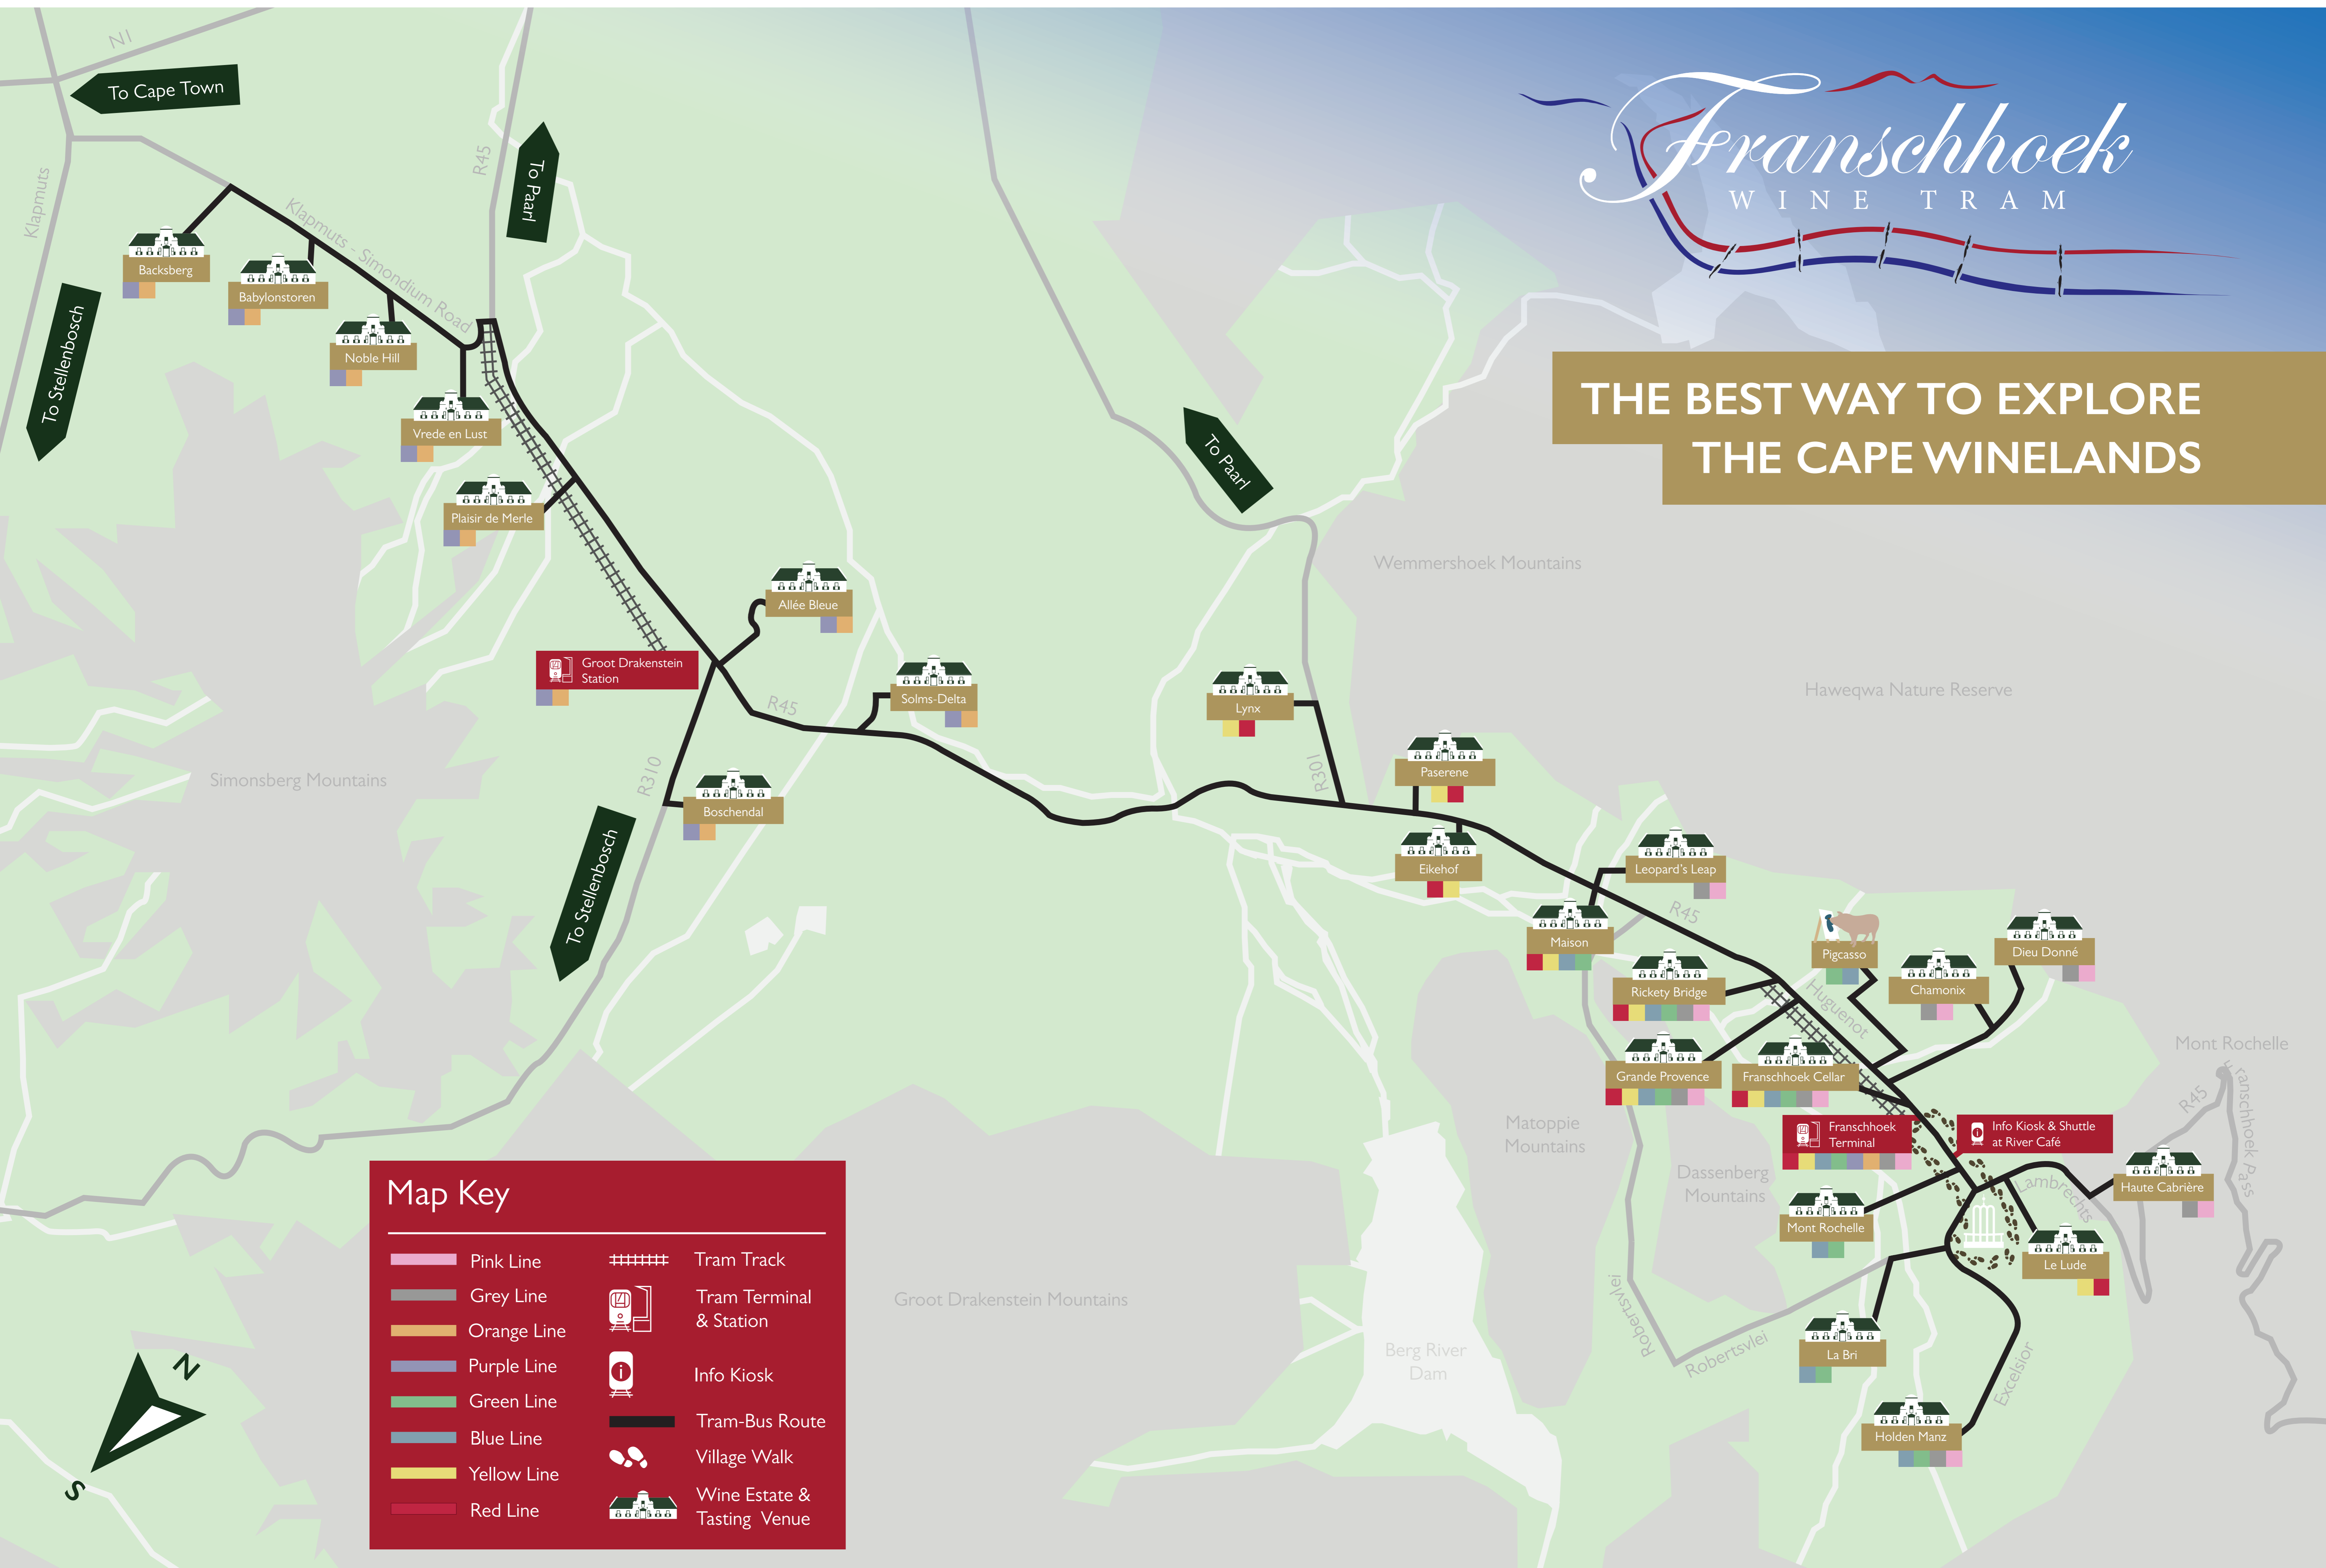 N1
To Cape Town
Klapmuts
R45
To Paarl
Klapmuts - Simondium Road
To Stellenbosch
Backsberg
Babylonstoren
Noble Hill
Vrede en Lust
Plaisir de Merle
Franschhoek
WINE TRAM
THE BEST WAY TO EXPLORE
THE CAPE WINELANDS
To Paarl
Wemmershoek Mountains
Haweqwa Nature Reserve
Allée Bleue
Groot Drakenstein
Station
R45
Solms-Delta
Lynx
R301
Paserene
Eikehof
Simonsberg Mountains
R310
Boschendal
To Stellenbosch
Leopard's Leap
R45
Maison
Pigcasso
Dieu Donné
Rickety Bridge
Chamonix
Huguenot
Grande Provence
Franschhoek Cellar
Mont Rochelle
R45
Franschhoek Pass
Matoppie
Mountains
Franschhoek
Terminal
Info Kiosk & Shuttle
at River Café
Dassenberg
Mountains
Lambrechts
Haute Cabrière
Mont Rochelle
Le Lude
Groot Drakenstein Mountains
Berg River
Dam
Robertsvlei
Robertsvlei
La Bri
Excelsior
Holden Manz
Map Key
Pink Line
Grey Line
Orange Line
Purple Line
Green Line
Blue Line
Yellow Line
Red Line
Tram Track
Tram Terminal
& Station
Info Kiosk
Tram-Bus Route
Village Walk
Wine Estate &
Tasting Venue
N
S